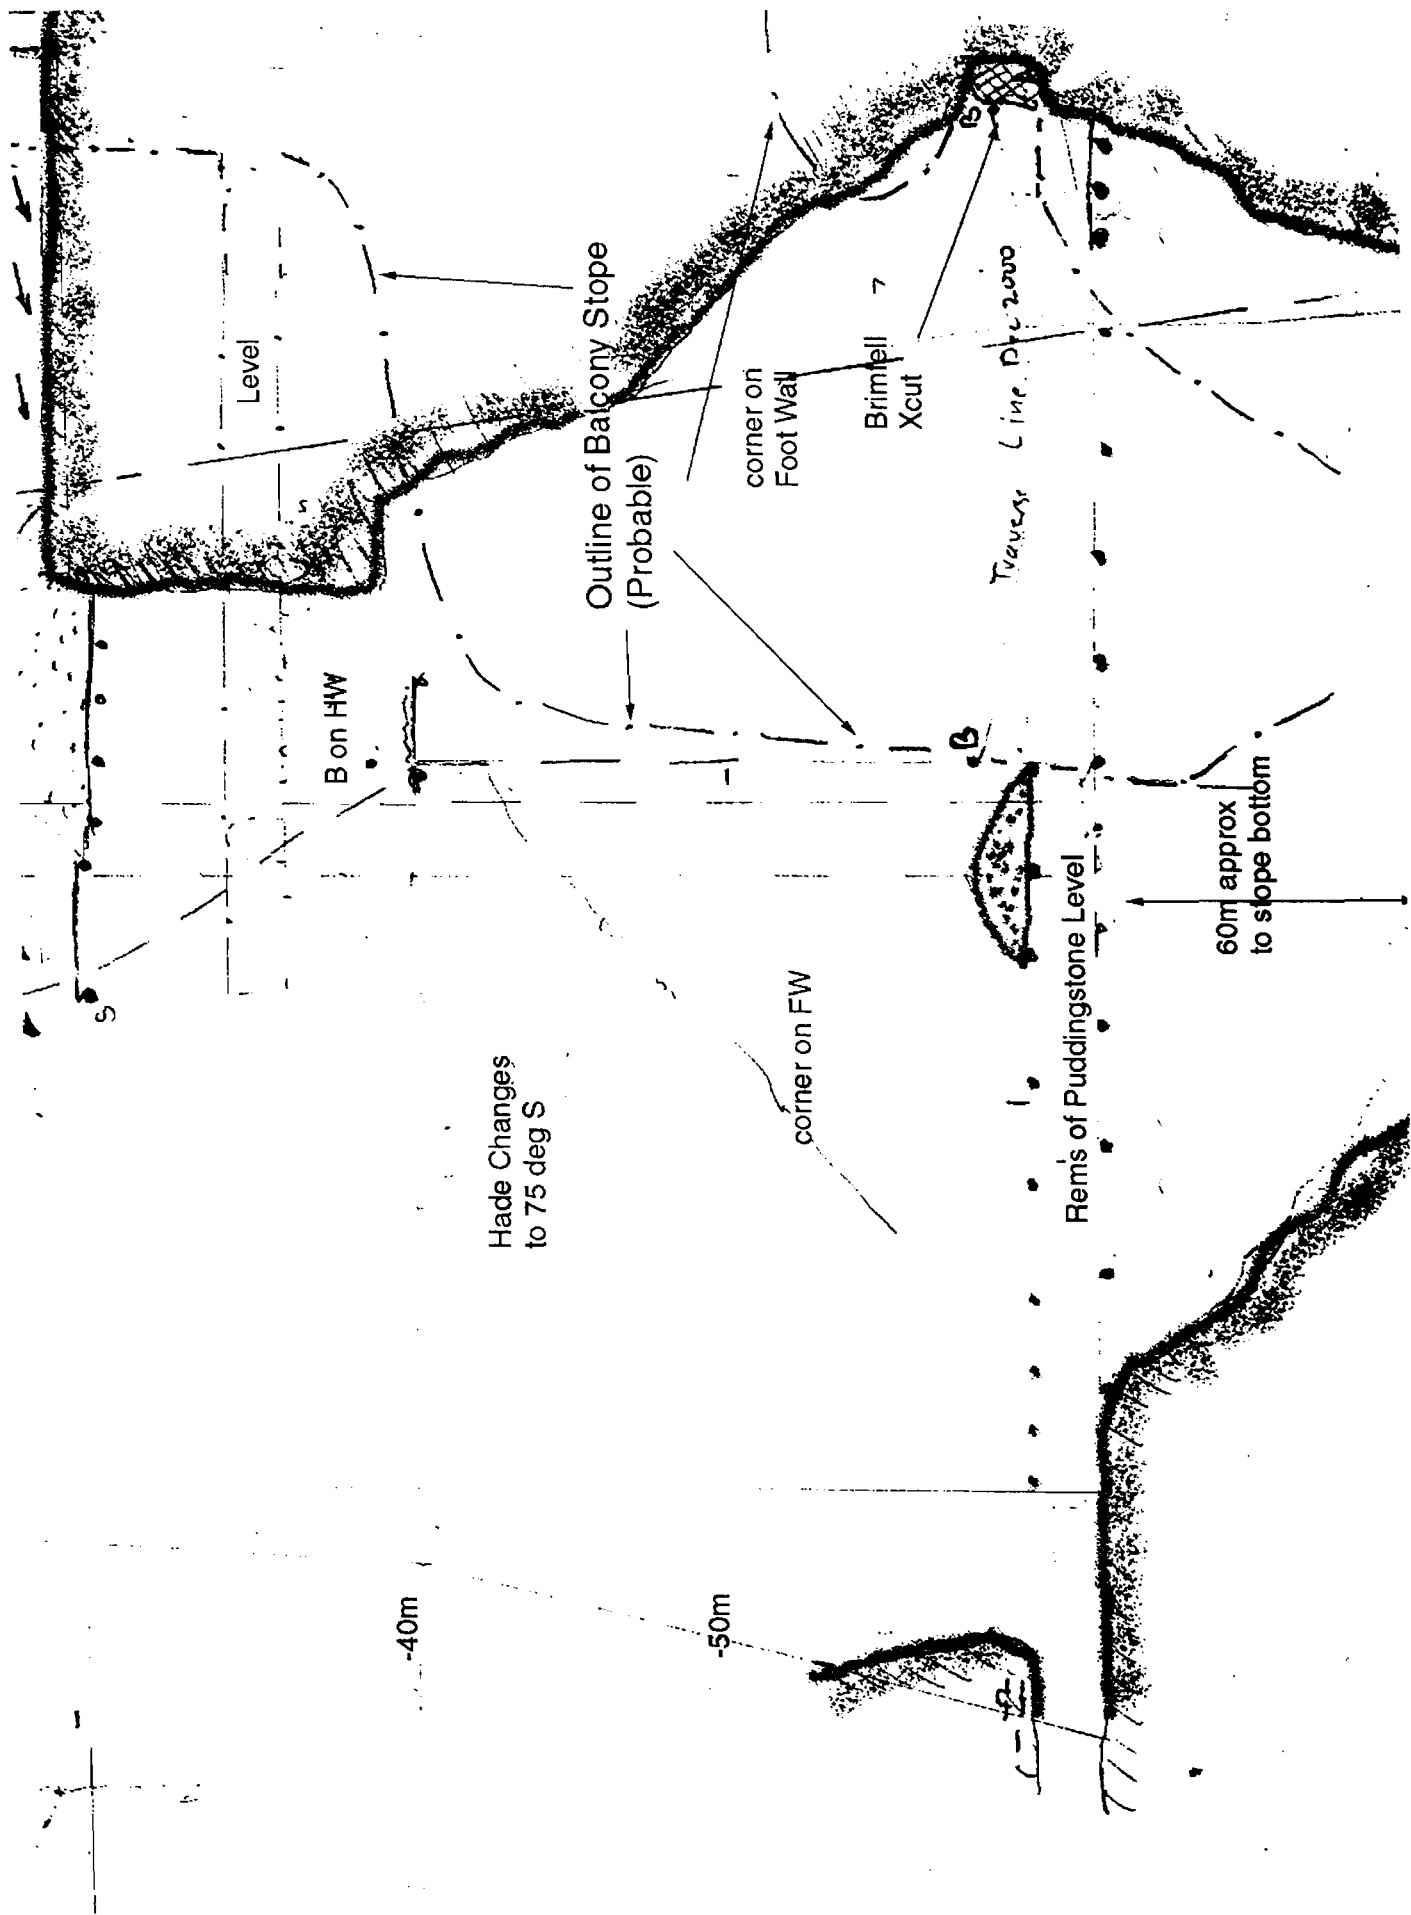 Level
B on HW
S
Outline of Balcony Stope
(Probable)
corner on
Foot Wall
Brimfell
Xcut
B
Traverse Line Dec 2000
B
Hade Changes
to 75 deg S
corner on FW
Rem's of Puddingstone Level
60m approx
to stope bottom
-40m
-50m